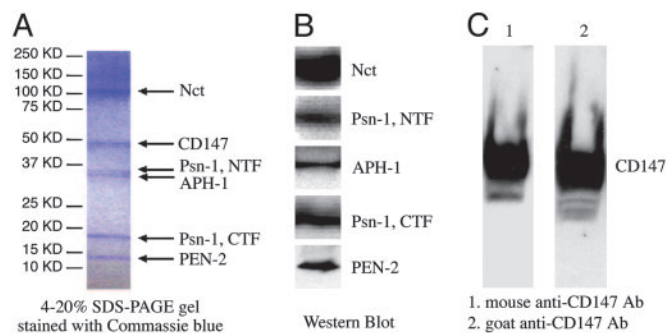 A
250 KD
150 KD
100 KD
75 KD
50 KD
37 KD
25 KD
20 KD
15 KD
10 KD
Nct
CD147
Psn-1, NTF
APH-1
Psn-1, CTF
PEN-2
4-20% SDS-PAGE gel
stained with Commassie blue
B
Nct
Psn-1, NTF
APH-1
Psn-1, CTF
PEN-2
Western Blot
C
1 2
CD147
1. mouse anti-CD147 Ab
2. goat anti-CD147 Ab